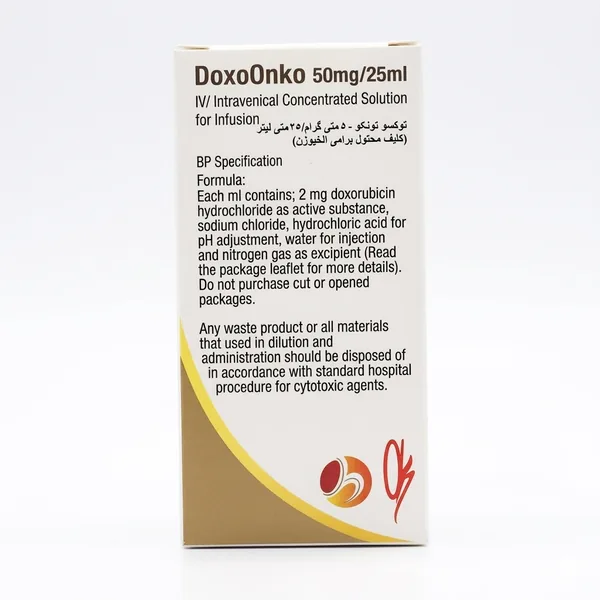 DoxoOnko 50mg/25ml
IV/ Intravenical Concentrated Solution
for Infusion
BP Specification
Formula:
Each ml contains; 2 mg doxorubicin
hydrochloride as active substance,
sodium chloride, hydrochloric acid for
pH adjustment, water for injection
and nitrogen gas as excipient (Read
the package leaflet for more details).
Do not purchase cut or opened
packages.
Any waste product or all materials
that used in dilution and
administration should be disposed of
in accordance with standard hospital
procedure for cytotoxic agents.